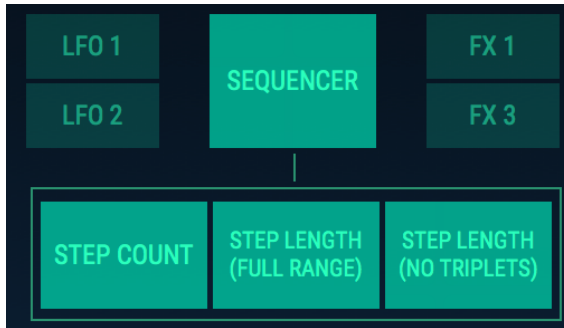 LFO 1
SEQUENCER
FX 1
LFO 2
FX 3
STEP COUNT
STEP LENGTH
(FULL RANGE)
STEP LENGTH
(NO TRIPLETS)